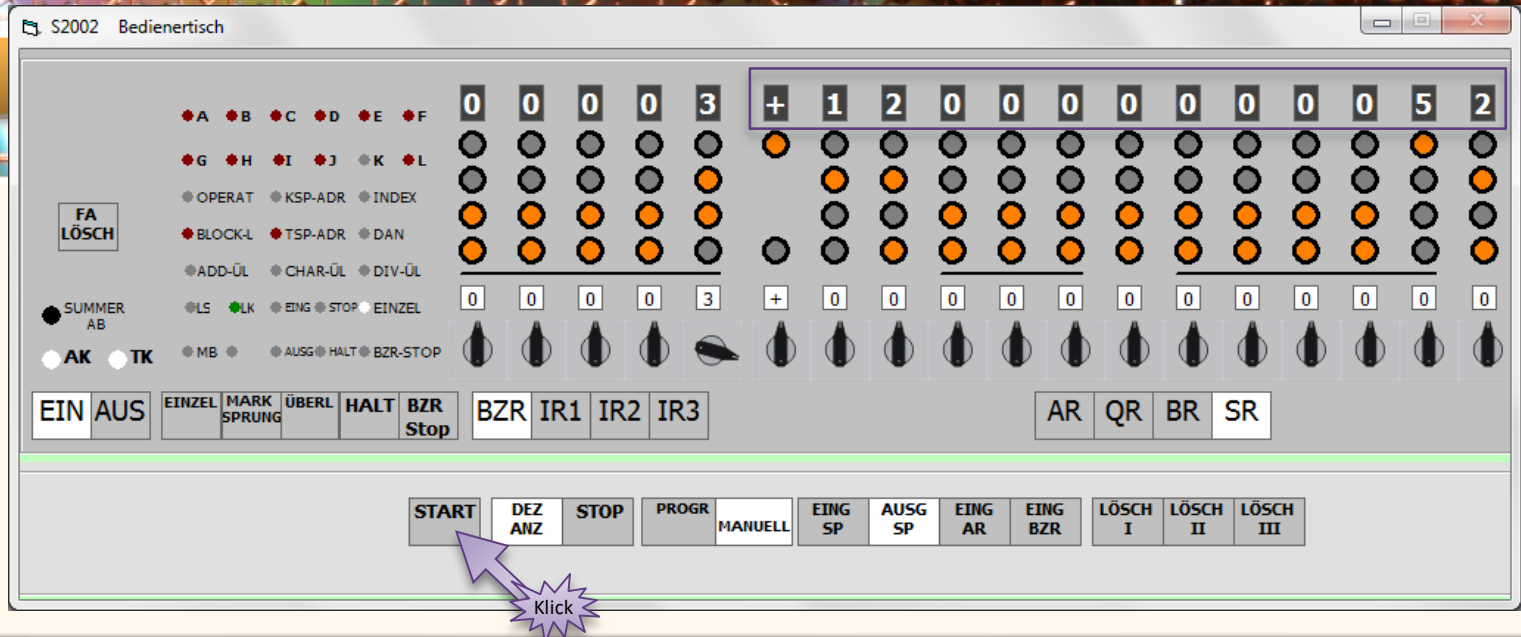 S2002 Bedienertisch
0 0 0 0 3 + 1 2 0 0 0 0 0 0 0 0 5 2
A B C D E F
G H I J K L
OPERAT KSP-ADR INDEX
FA
LÖSCH
BLOCK-L TSP-ADR DAN
ADD-ÜL CHAR-ÜL DIV-ÜL
0 0 0 0 3 + 0 0 0 0 0 0 0 0 0 0 0 0
SUMMER
AB
LS LK EING STOP EINZEL
AK TK
MB AUSG HALT BZR-STOP
EIN AUS
EINZEL
MARK
SPRUNG
ÜBERL
HALT
BZR
Stop
BZR IR1 IR2 IR3
AR QR BR SR
START
DEZ
ANZ
STOP
PROGR
MANUELL
EING
SP
AUSG
SP
EING
AR
EING
BZR
LÖSCH
I
LÖSCH
II
LÖSCH
III
Klick